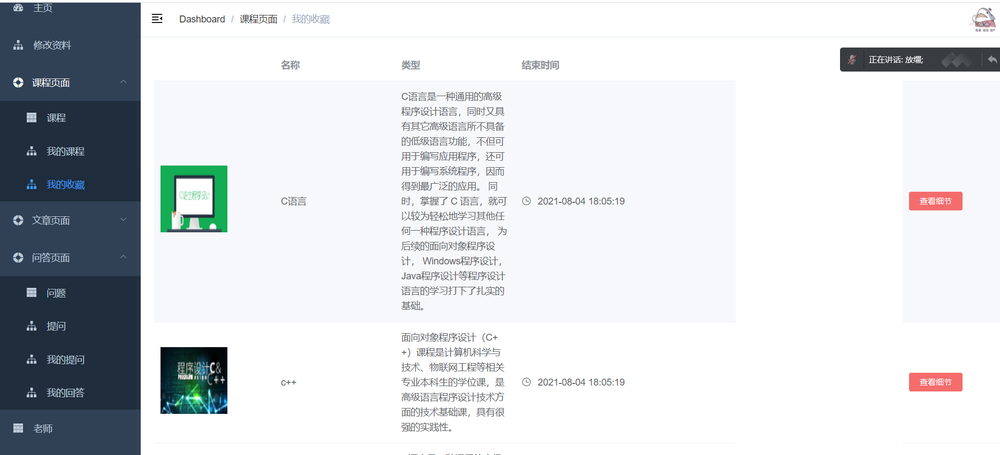 主页
修改资料
课程页面
课程
我的课程
我的收藏
文章页面
问答页面
问题
提问
我的提问
我的回答
老师
Dashboard / 课程页面 / 我的收藏
正在讲话: 放缰;
名称 类型 结束时间
C语言程序设计
C语言
C语言是一种通用的高级
程序设计语言，同时又具
有其它高级语言所不具备
的低级语言功能，不但可
用于编写应用程序，还可
用于编写系统程序，因而
得到最广泛的应用。 同
时，掌握了 C 语言，就可
以较为轻松地学习其他任
何一种程序设计语言， 为
后续的面向对象程序设
计， Windows程序设计，
Java程序设计等程序设计
语言的学习打下了扎实的
基础。
2021-08-04 18:05:19
查看细节
程序设计C&
C++
c++
面向对象程序设计（C+
+）课程是计算机科学与
技术、物联网工程等相关
专业本科生的学位课，是
高级语言程序设计技术方
面的技术基础课，具有很
强的实践性。
2021-08-04 18:05:19
查看细节